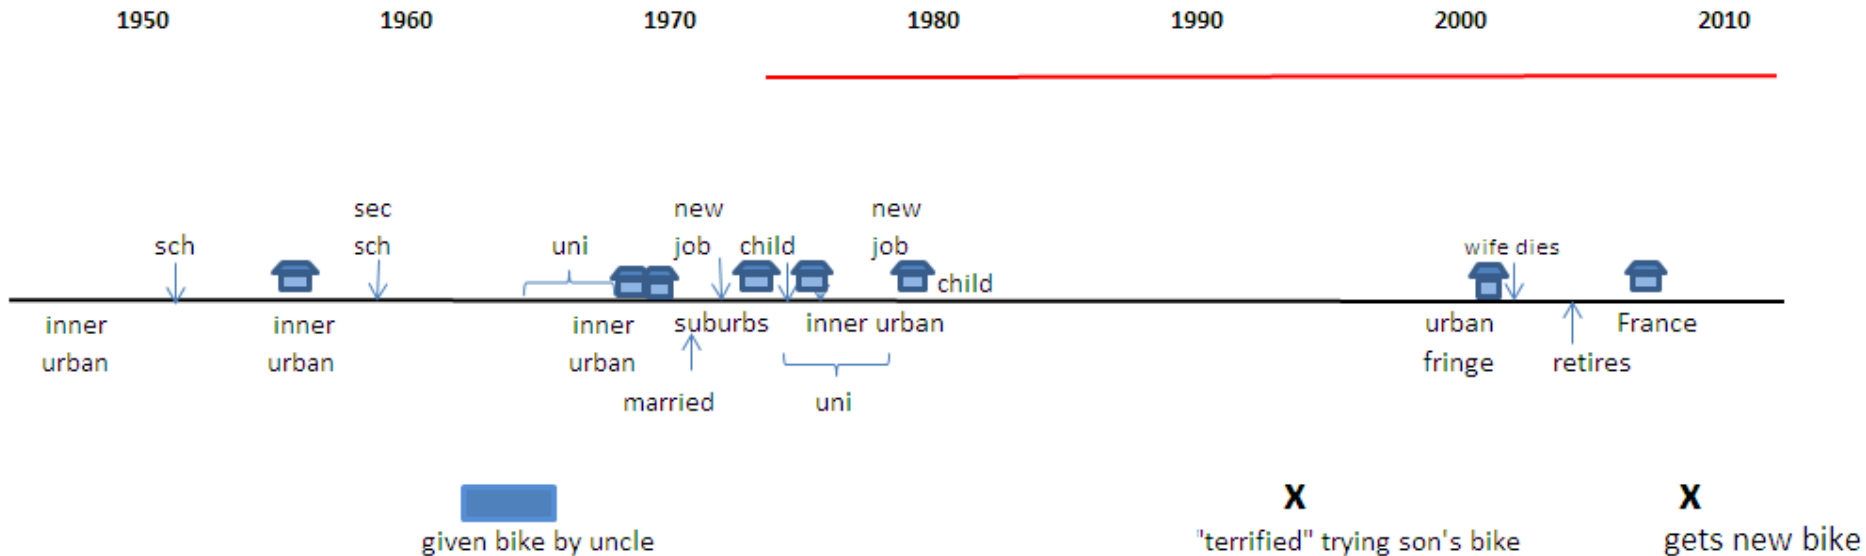 1950 1960 1970 1980 1990 2000 2010
sec new new
sch sch uni job child job wife dies
child
inner inner inner suburbs inner urban urban France
urban urban urban fringe retires
married uni
X X
given bike by uncle "terrified" trying son's bike gets new bike